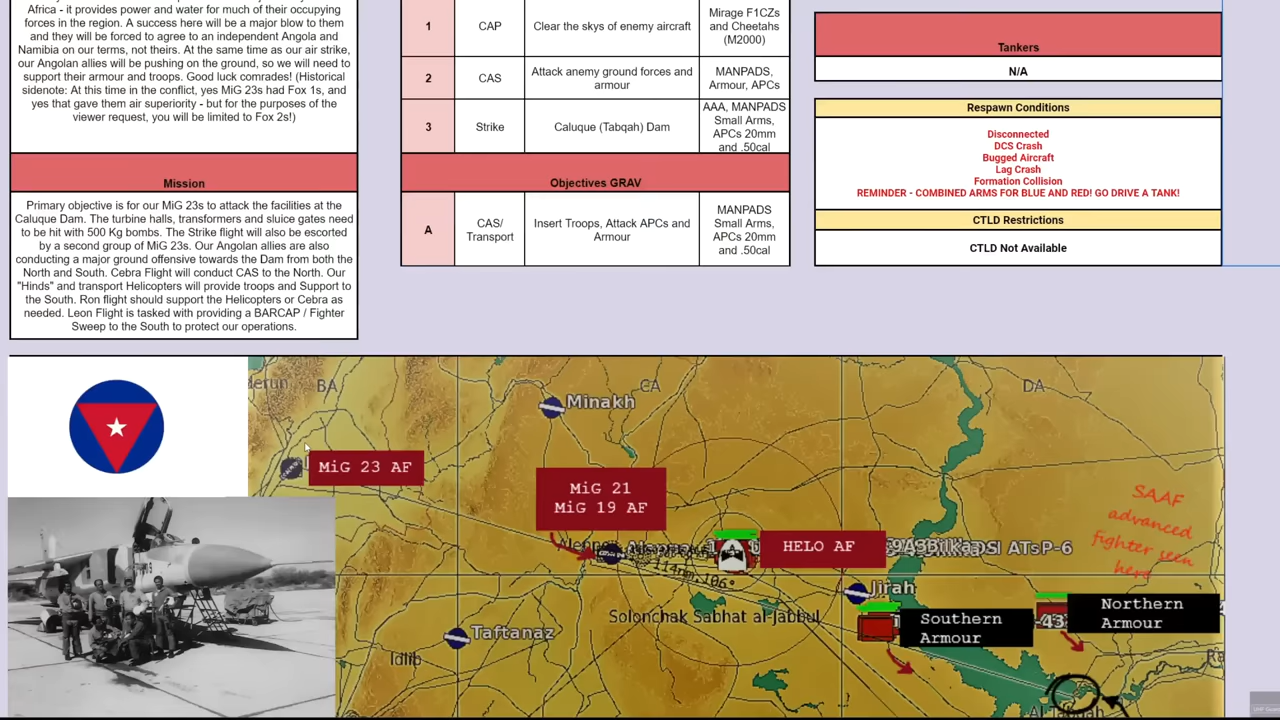 Africa - it provides power and water for much of their occupying
forces in the region. A success here will be a major blow to them
and they will be forced to agree to an independent Angola and
Namibia on our terms, not theirs. At the same time as our air strike,
our Angolan allies will be pushing on the ground, so we will need to
support their armour and troops. Good luck comrades! (Historical
sidenote: At this time in the conflict, yes MiG 23s had Fox 1s, and
yes that gave them air superiority - but for the purposes of the
viewer request, you will be limited to Fox 2s!)
Mission
Primary objective is for our MiG 23s to attack the facilities at the
Caluque Dam. The turbine halls, transformers and sluice gates need
to be hit with 500 Kg bombs. The Strike flight will also be escorted
by a second group of MiG 23s. Our Angolan allies are also
conducting a major ground offensive towards the Dam from both the
North and South. Cebra Flight will conduct CAS to the North. Our
"Hinds" and transport Helicopters will provide troops and Support to
the South. Ron flight should support the Helicopters or Cebra as
needed. Leon Flight is tasked with providing a BARCAP / Fighter
Sweep to the South to protect our operations.
1
CAP
Clear the skys of enemy aircraft
Mirage F1CZs
and Cheetahs
(M2000)
2
CAS
Attack anemy ground forces and
armour
MANPADS,
Armour, APCs
3
Strike
Caluque (Tabqah) Dam
AAA, MANPADS
Small Arms,
APCs 20mm
and .50cal
Objectives GRAV
A
CAS/
Transport
Insert Troops, Attack APCs and
Armour
MANPADS
Small Arms,
APCs 20mm
and .50cal
Tankers
N/A
Respawn Conditions
Disconnected
DCS Crash
Bugged Aircraft
Lag Crash
Formation Collision
REMINDER - COMBINED ARMS FOR BLUE AND RED! GO DRIVE A TANK!
CTLD Restrictions
CTLD Not Available
BA
CA
DA
Minakh
MiG 23 AF
MiG 21
MiG 19 AF
HELO AF
ATsP-6
SAAF
advanced
fighter seen
here
114nm,106°
Jirah
Solonchak Sabhat al-Jabbul
Southern
Armour
Northern
Armour
Taftanaz
Idlib